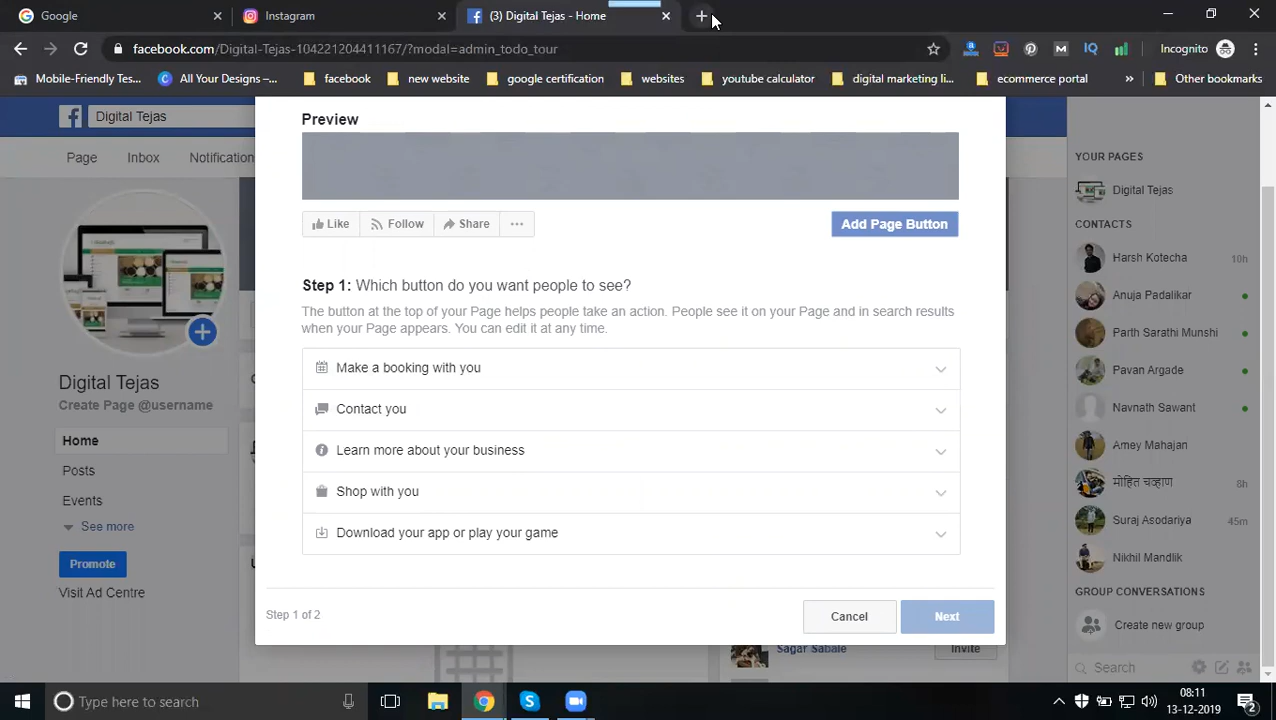 Google
Instagram
(3) Digital Tejas - Home
facebook.com/Digital-Tejas-104221204411167/?modal=admin_todo_tour
Incognito
Mobile-Friendly Tes...
All Your Designs –...
facebook
new website
google certification
websites
youtube calculator
digital marketing li...
ecommerce portal
»
Other bookmarks
Digital Tejas
Page
Inbox
Notification
Digital Tejas
Create Page @username
Home
Posts
Events
See more
Promote
Visit Ad Centre
Preview
Like
Follow
Share
...
Add Page Button
Step 1: Which button do you want people to see?
The button at the top of your Page helps people take an action. People see it on your Page and in search results
when your Page appears. You can edit it at any time.
Make a booking with you
Contact you
Learn more about your business
Shop with you
Download your app or play your game
Step 1 of 2
Cancel
Next
Sagar Sabale
Invite
YOUR PAGES
Digital Tejas
CONTACTS
Harsh Kotecha 10h
Anuja Padalikar
Parth Sarathi Munshi
Pavan Argade
Navnath Sawant
Amey Mahajan
मोहित चव्हाण 8h
Suraj Asodariya 45m
Nikhil Mandlik
GROUP CONVERSATIONS
Create new group
Search
Type here to search
08:11
13-12-2019
2